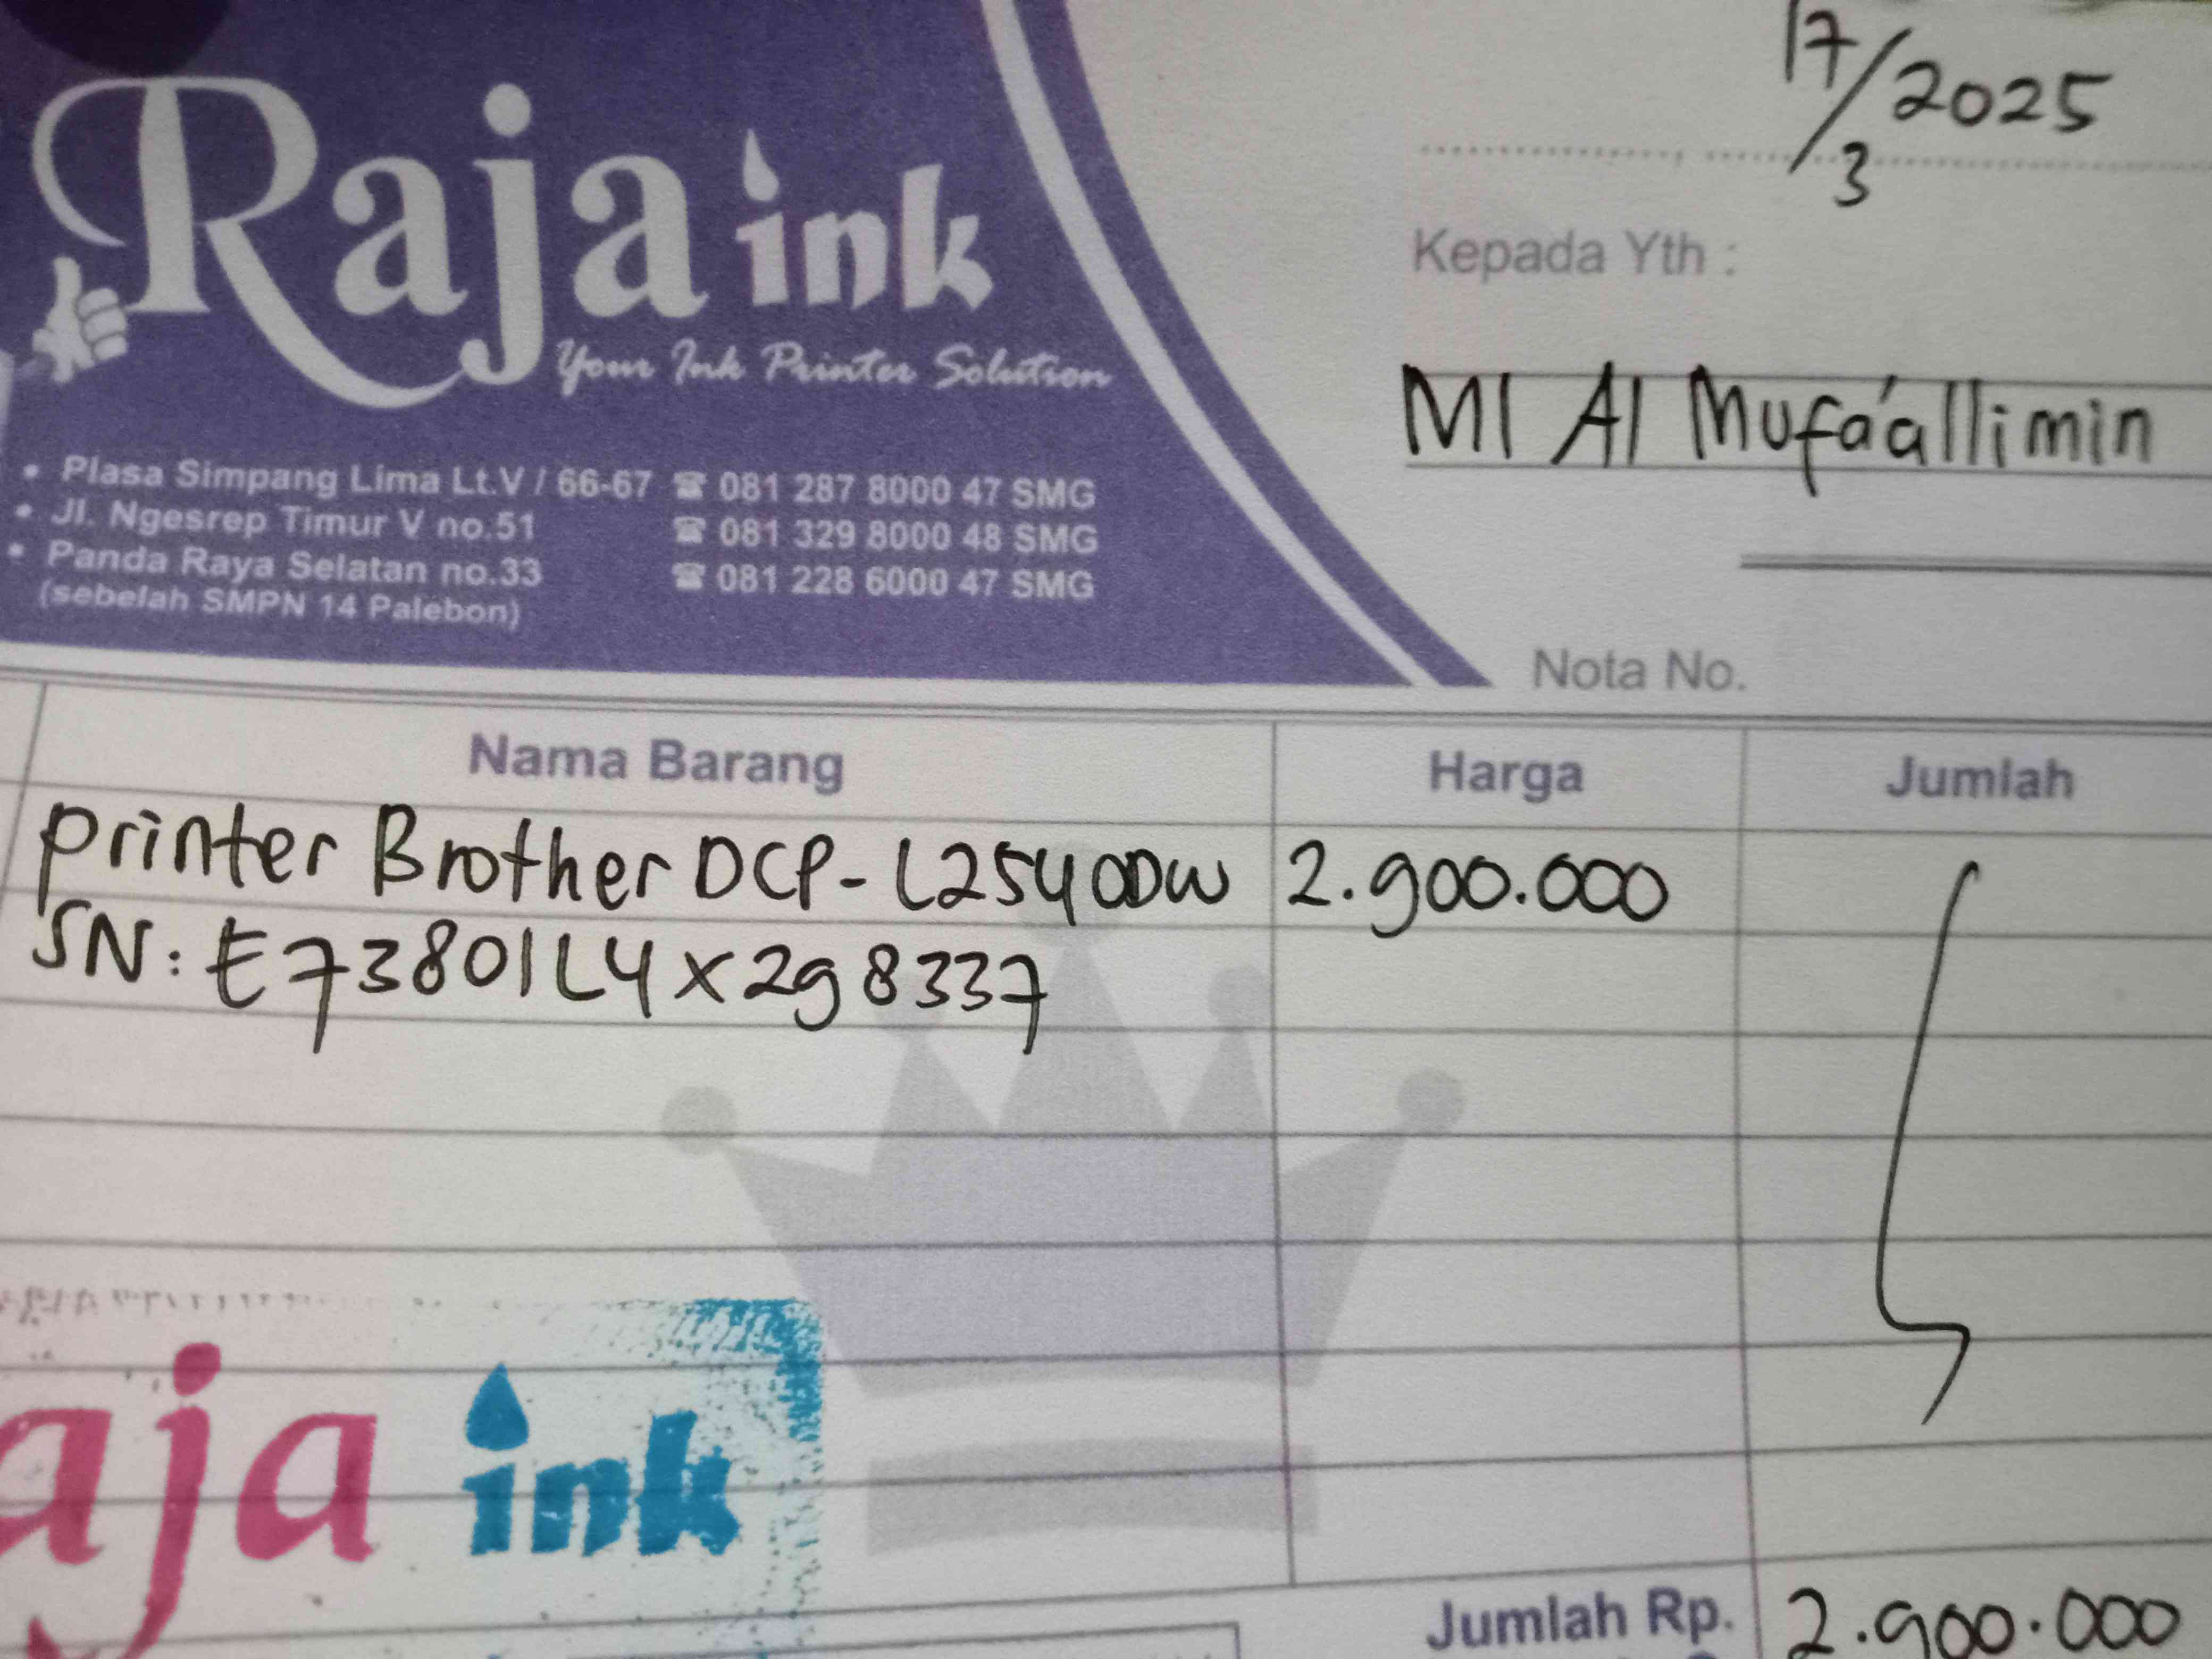 17/3/2025
Raja ink
Your Ink Printer Solution
Kepada Yth :
MI Al Mufa'allimin
• Plasa Simpang Lima Lt.V / 66-67 ☎ 081 287 8000 47 SMG
• Jl. Ngesrep Timur V no.51 ☎ 081 329 8000 48 SMG
• Panda Raya Selatan no.33 ☎ 081 228 6000 47 SMG
(sebelah SMPN 14 Palebon)
Nota No.
Nama Barang Harga Jumlah
printer Brother DCP-L2540DW 2.900.000
SN: E73801L4X2g8337
aja ink
Jumlah Rp. 2.900.000